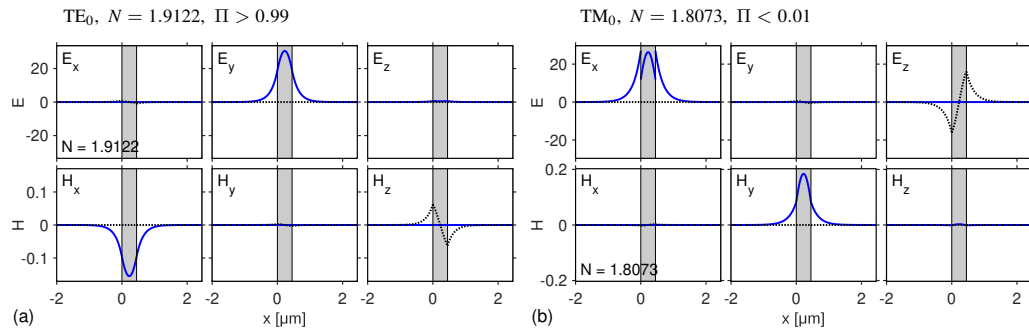 TE0, N = 1.9122, Π > 0.99
TM0, N = 1.8073, Π < 0.01
E
20
0
-20
Ex
N = 1.9122
Ey
Ez
H
0.1
0
-0.1
Hx
Hy
Hz
-2 0 2
-2 0 2
-2 0 2
x [μm]
(a)
E
20
0
-20
Ex
Ey
Ez
H
0.2
0
-0.2
Hx
N = 1.8073
Hy
Hz
-2 0 2
-2 0 2
-2 0 2
x [μm]
(b)